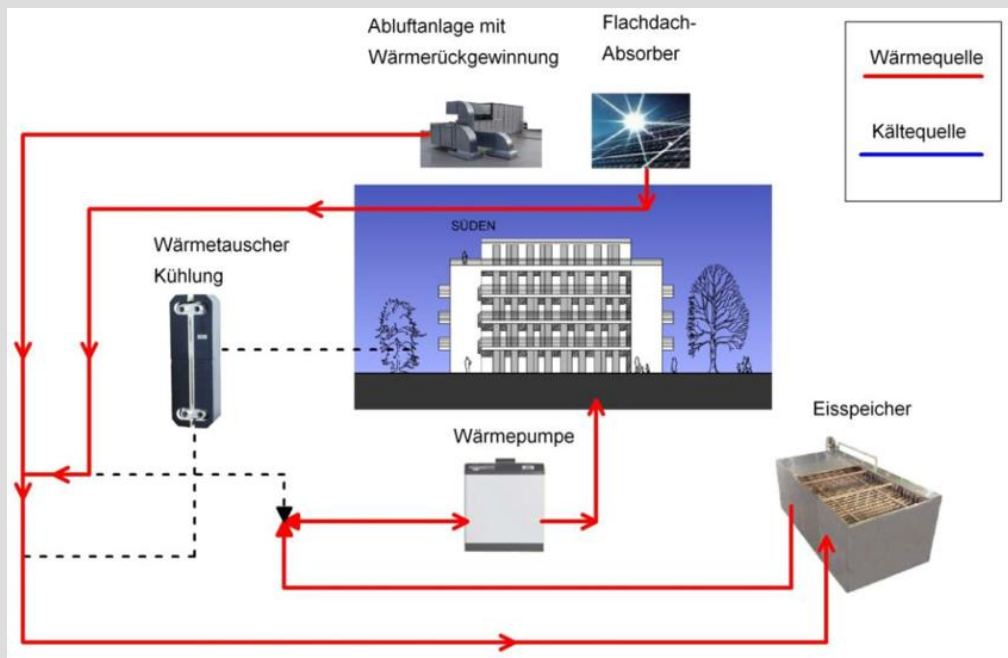 Abluftanlage mit
Wärmerückgewinnung
Flachdach-
Absorber
Wärmequelle
Kältequelle
SÜDEN
Wärmetauscher
Kühlung
Wärmepumpe
Eisspeicher